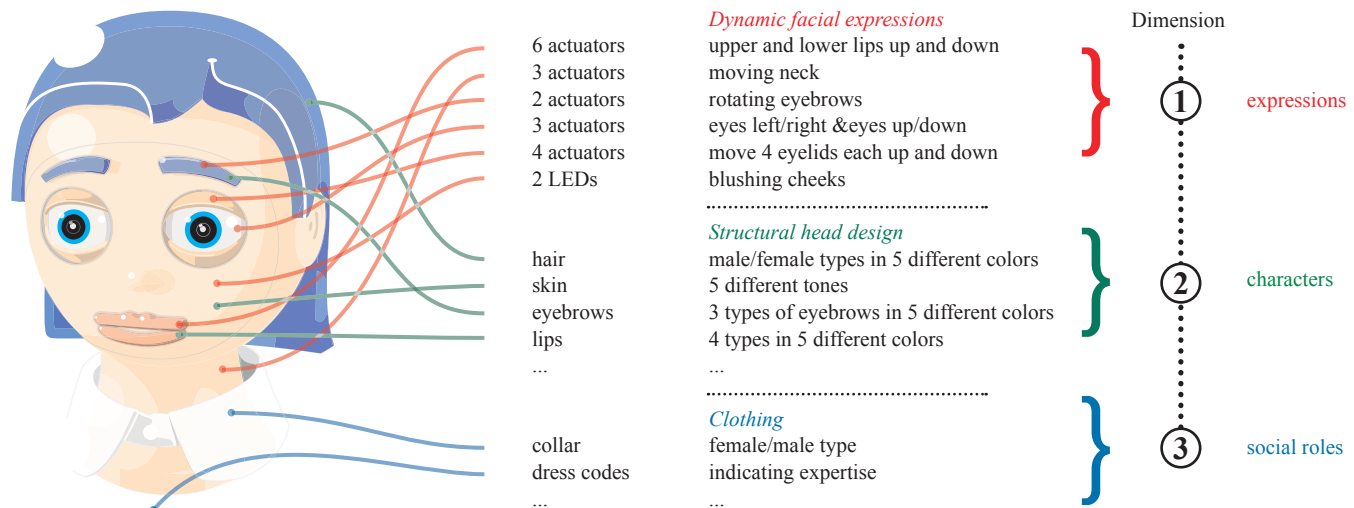 Dynamic facial expressions Dimension
6 actuators upper and lower lips up and down
3 actuators moving neck
2 actuators rotating eyebrows 1 expressions
3 actuators eyes left/right &eyes up/down
4 actuators move 4 eyelids each up and down
2 LEDs blushing cheeks
Structural head design
hair male/female types in 5 different colors
skin 5 different tones 2 characters
eyebrows 3 types of eyebrows in 5 different colors
lips 4 types in 5 different colors
... ...
Clothing
collar female/male type 3 social roles
dress codes indicating expertise
... ...